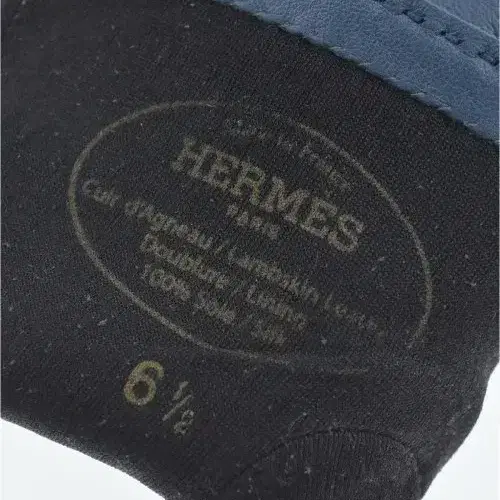 Made in France
HERMES
PARIS
Cuir d'Agneau / Lambskin Leather
Doublure / Lining
100% Soie / Silk
6 ½